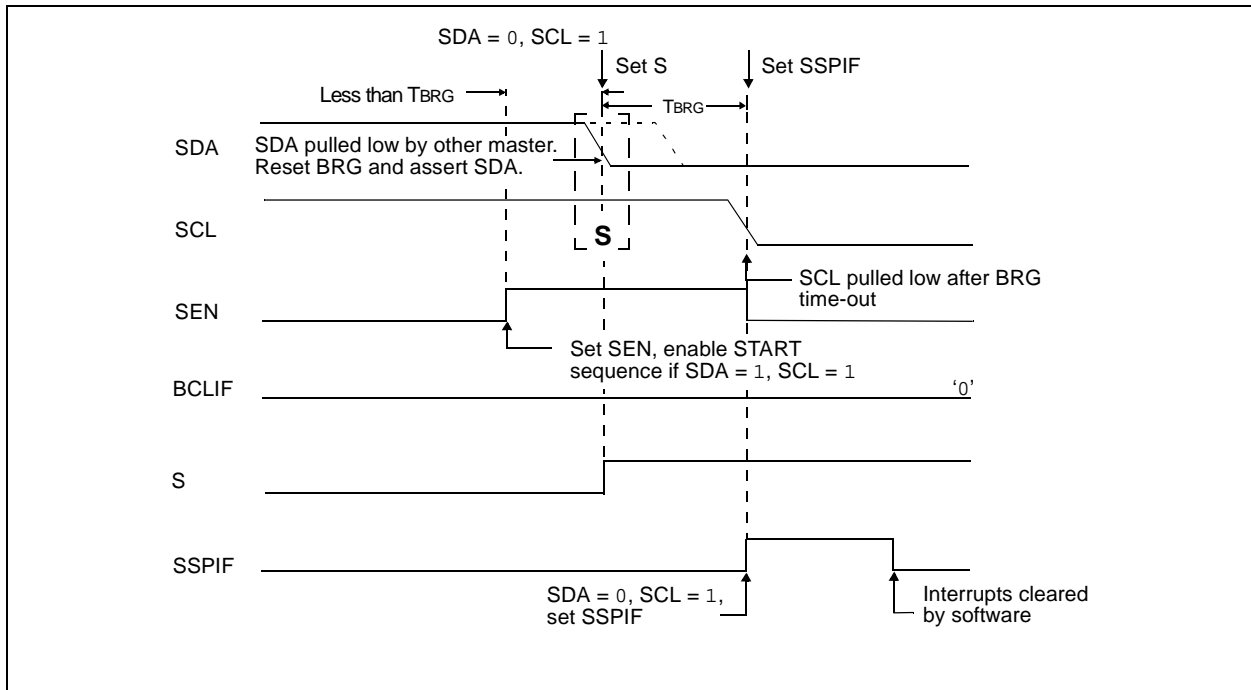 SDA = 0, SCL = 1
Set S
Set SSPIF
Less than TBRG
TBRG
SDA
SDA pulled low by other master.
Reset BRG and assert SDA.
SCL
S
SCL pulled low after BRG
time-out
SEN
Set SEN, enable START
sequence if SDA = 1, SCL = 1
BCLIF
‘0’
S
SSPIF
SDA = 0, SCL = 1,
set SSPIF
Interrupts cleared
by software